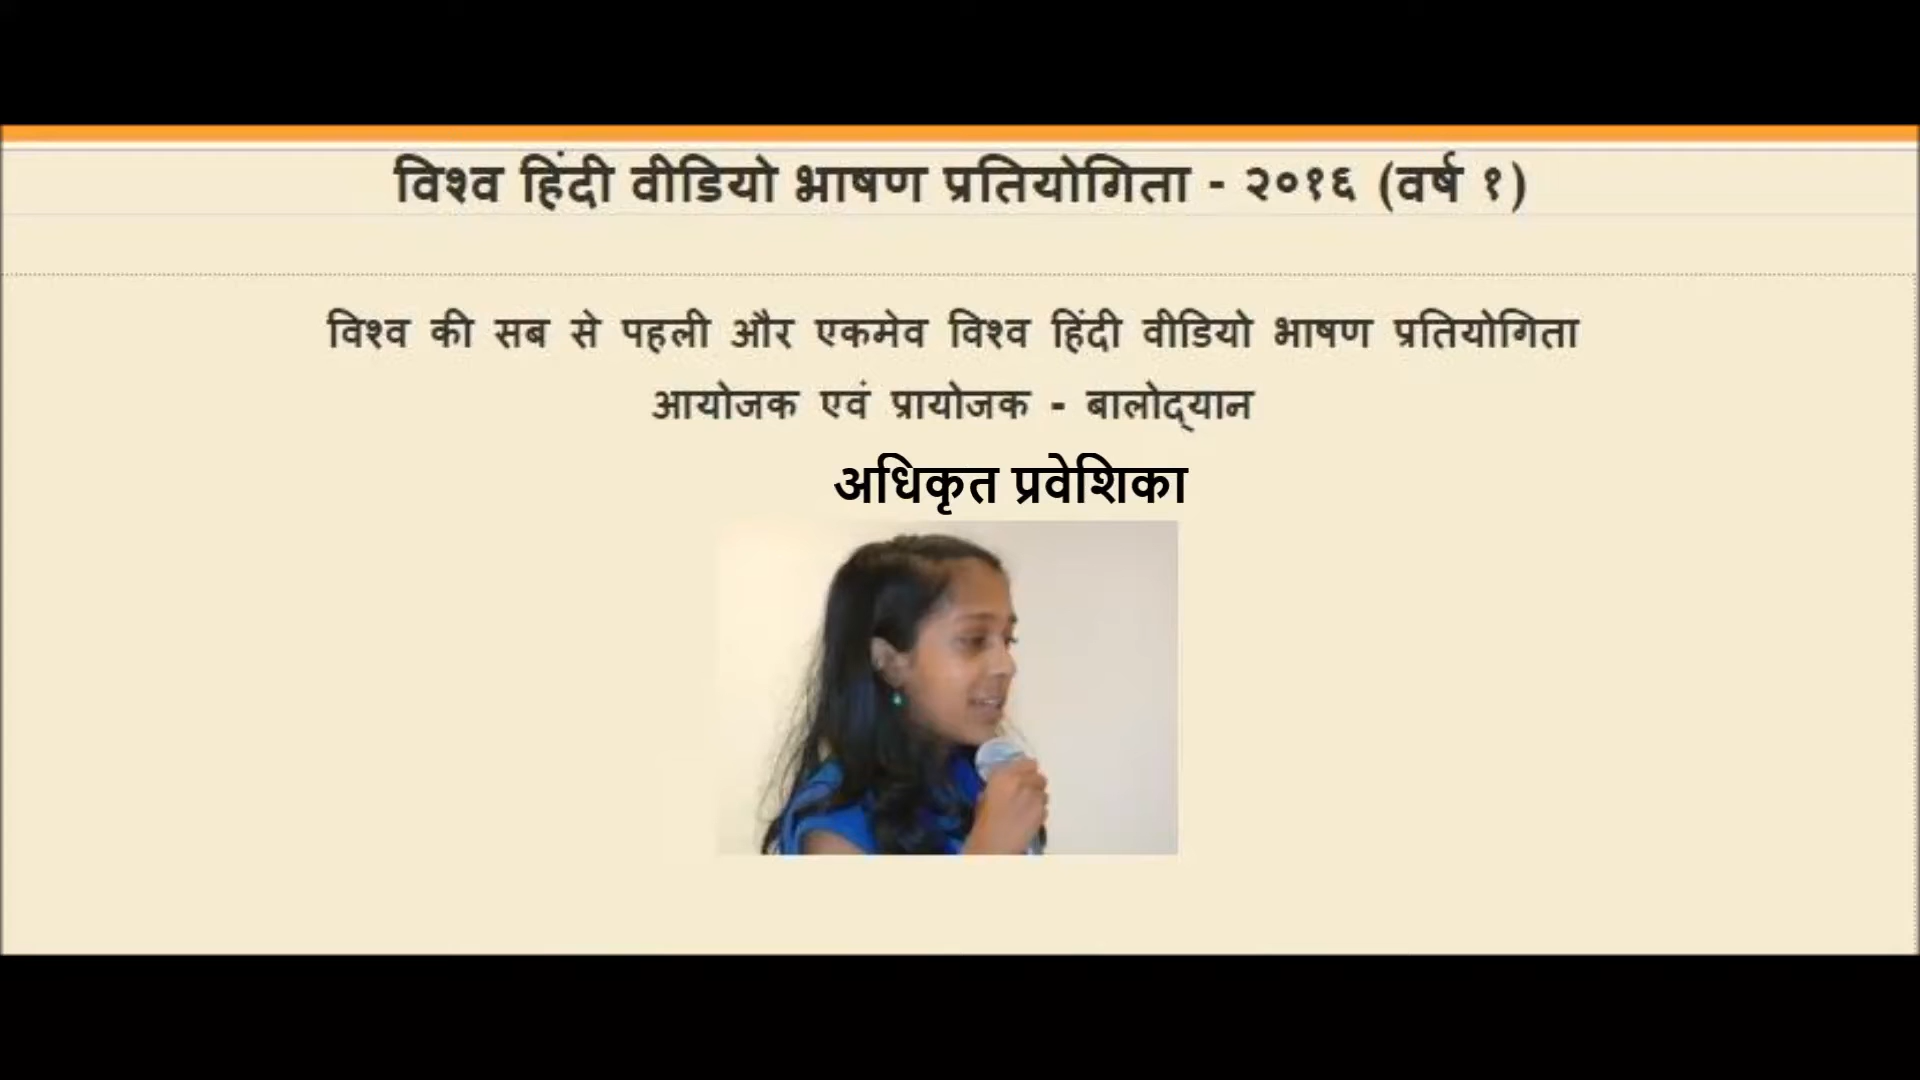 विश्व हिंदी वीडियो भाषण प्रतियोगिता - २०१६ (वर्ष १)
विश्व की सब से पहली और एकमेव विश्व हिंदी वीडियो भाषण प्रतियोगिता
आयोजक एवं प्रायोजक - बालोद्‌यान
अधिकृत प्रवेशिका